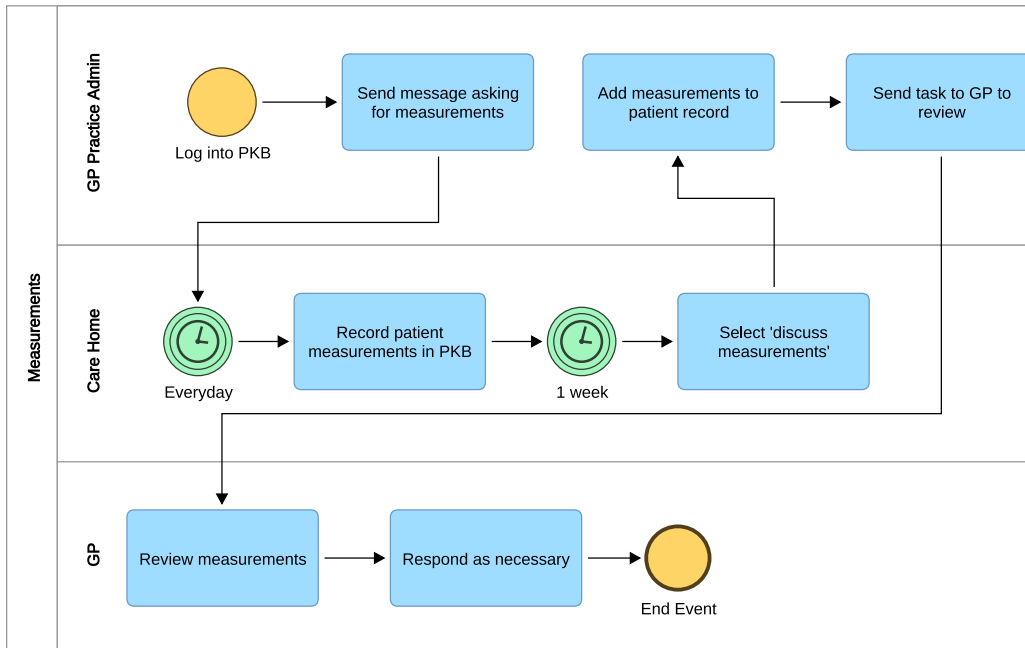 Measurements
GP Practice Admin
Log into PKB
Send message asking
for measurements
Add measurements to
patient record
Send task to GP to
review
Care Home
Everyday
Record patient
measurements in PKB
1 week
Select 'discuss
measurements'
GP
Review measurements
Respond as necessary
End Event